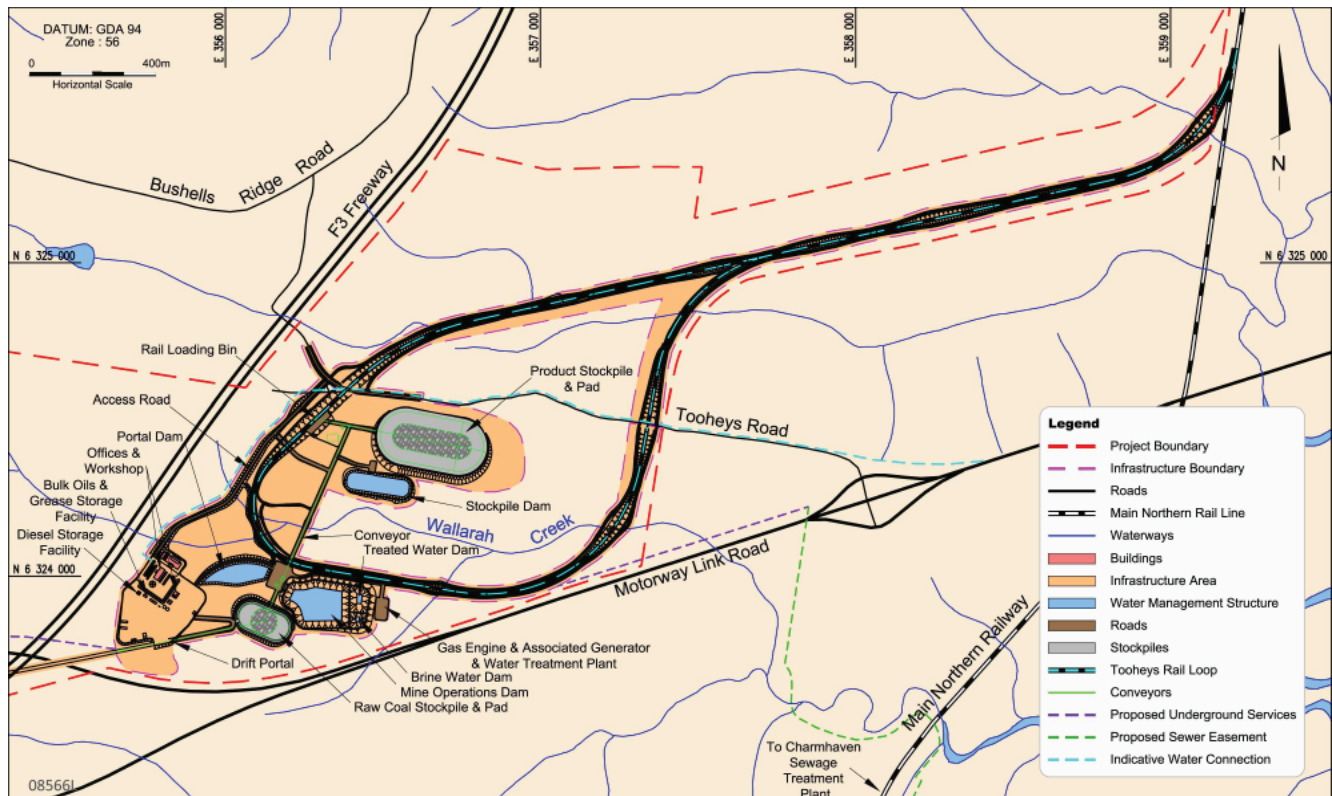 DATUM: GDA 94
Zone : 56
0 400m
Horizontal Scale
E 356 000
E 357 000
E 358 000
E 359 000
N
Bushells Ridge Road
F3 Freeway
N 6 325 000
N 6 325 000
Rail Loading Bin
Product Stockpile
& Pad
Access Road
Tooheys Road
Portal Dam
Offices &
Workshop
Bulk Oils &
Grease Storage
Facility
Diesel Storage
Facility
Stockpile Dam
Wallarah Creek
Conveyor
Treated Water Dam
N 6 324 000
Motorway Link Road
Drift Portal
Gas Engine & Associated Generator
& Water Treatment Plant
Brine Water Dam
Mine Operations Dam
Raw Coal Stockpile & Pad
Main Northern Railway
To Charmhaven
Sewage
Treatment
Plant
08566L
Legend
Project Boundary
Infrastructure Boundary
Roads
Main Northern Rail Line
Waterways
Buildings
Infrastructure Area
Water Management Structure
Roads
Stockpiles
Tooheys Rail Loop
Conveyors
Proposed Underground Services
Proposed Sewer Easement
Indicative Water Connection